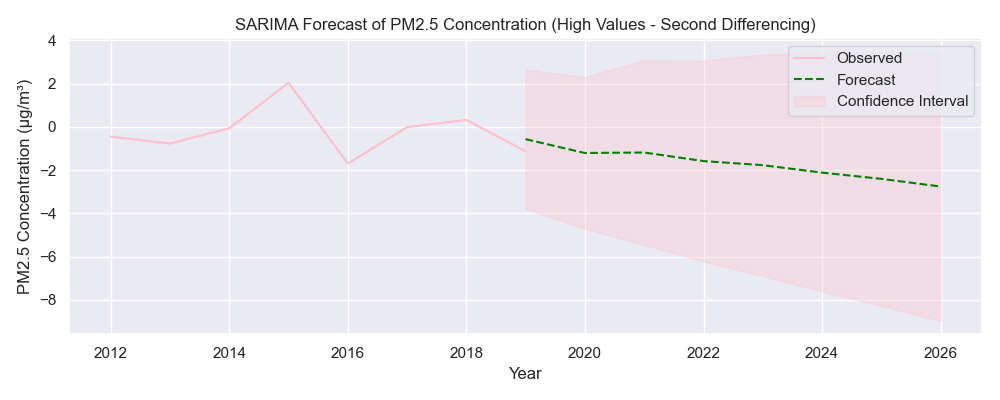 SARIMA Forecast of PM2.5 Concentration (High Values - Second Differencing)
PM2.5 Concentration (µg/m³)
4
2
0
−2
−4
−6
−8
Observed
Forecast
Confidence Interval
2012
2014
2016
2018
2020
2022
2024
2026
Year